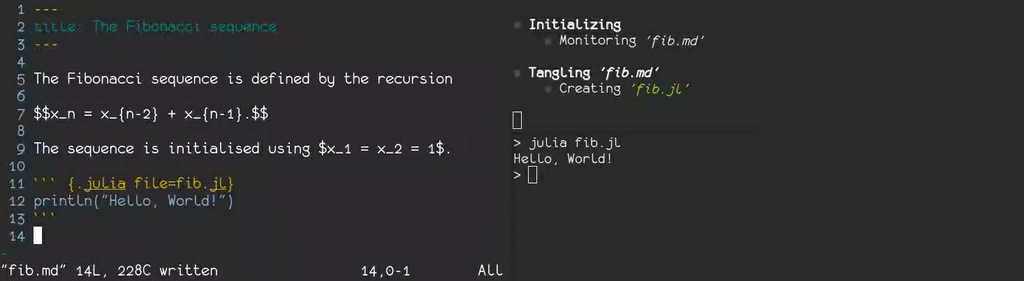 1 ---
2 title: The Fibonacci sequence
3 ---
4
5 The Fibonacci sequence is defined by the recursion
6
7 $$x_n = x_{n-2} + x_{n-1}.$$
8
9 The sequence is initialised using $x_1 = x_2 = 1$.
10
11 ``` {.julia file=fib.jl}
12 println("Hello, World!")
13 ```
14
-
"fib.md" 14L, 228C written 14,0-1 All
Initializing
Monitoring 'fib.md'
Tangling 'fib.md'
Creating 'fib.jl'
> julia fib.jl
Hello, World!
>